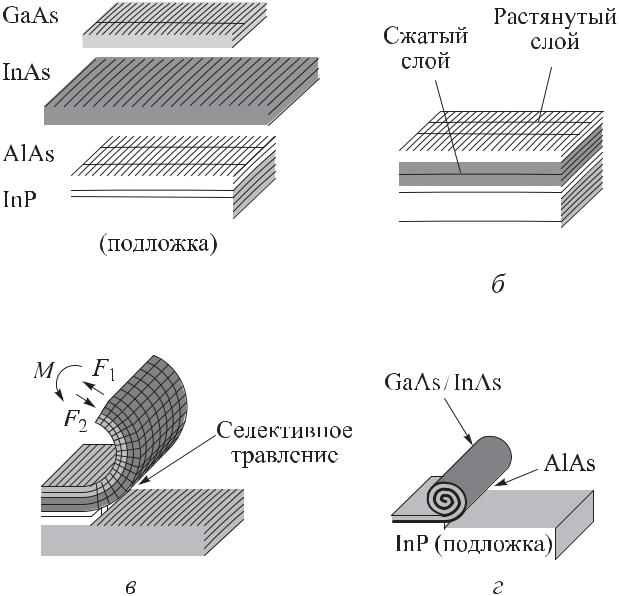 GaAs
InAs
AlAs
InP
(подложка)
Сжатый
слой
Растянутый
слой
б
M
F1
F2
Селективное
травление
в
GaAs/InAs
AlAs
InP (подложка)
г